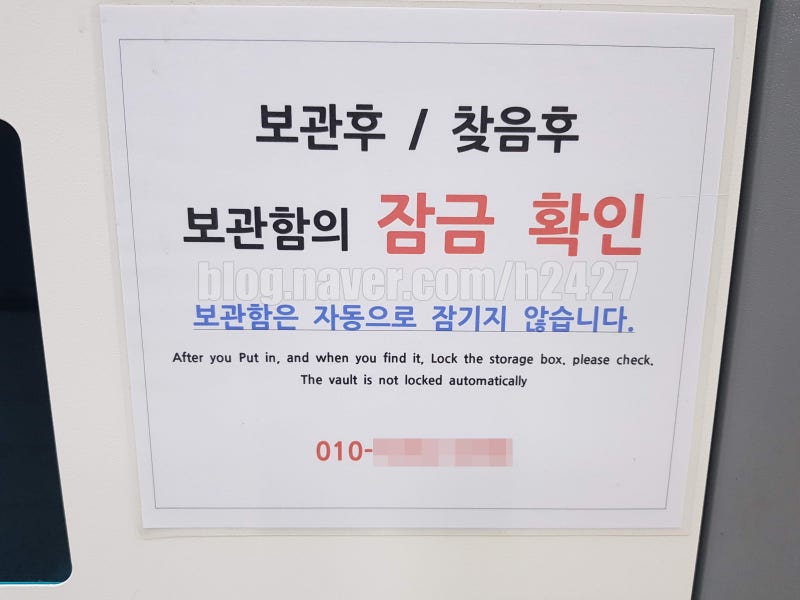 보관후 / 찾음후
보관함의 잠금 확인
blog.naver.com/h2427
보관함은 자동으로 잠기지 않습니다.
After you Put in, and when you find it, Lock the storage box. please check.
The vault is not locked automatically
010-